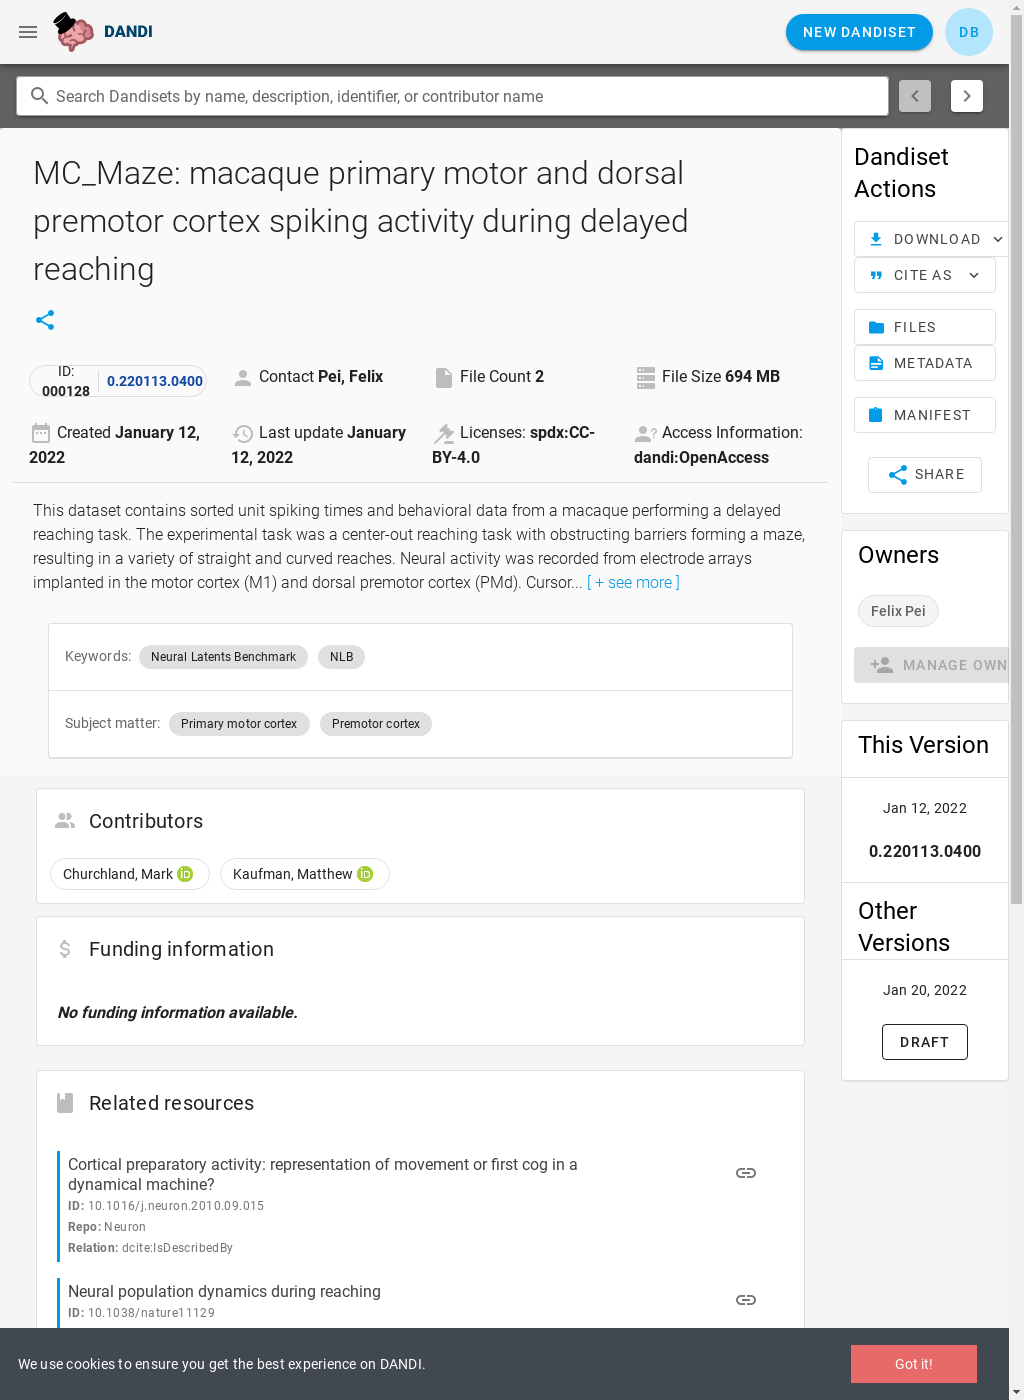 DANDI
NEW DANDISET
DB
Search Dandisets by name, description, identifier, or contributor name
MC_Maze: macaque primary motor and dorsal
premotor cortex spiking activity during delayed
reaching
ID:
000128
0.220113.0400
Contact Pei, Felix
File Count 2
File Size 694 MB
Created January 12,
2022
Last update January
12, 2022
Licenses: spdx:CC-
BY-4.0
Access Information:
dandi:OpenAccess
This dataset contains sorted unit spiking times and behavioral data from a macaque performing a delayed
reaching task. The experimental task was a center-out reaching task with obstructing barriers forming a maze,
resulting in a variety of straight and curved reaches. Neural activity was recorded from electrode arrays
implanted in the motor cortex (M1) and dorsal premotor cortex (PMd). Cursor... [ + see more ]
Keywords: Neural Latents Benchmark NLB
Subject matter: Primary motor cortex Premotor cortex
Contributors
Churchland, Mark iD
Kaufman, Matthew iD
Funding information
No funding information available.
Related resources
Cortical preparatory activity: representation of movement or first cog in a
dynamical machine?
ID: 10.1016/j.neuron.2010.09.015
Repo: Neuron
Relation: dcite:IsDescribedBy
Neural population dynamics during reaching
ID: 10.1038/nature11129
Dandiset
Actions
DOWNLOAD
CITE AS
FILES
METADATA
MANIFEST
SHARE
Owners
Felix Pei
MANAGE OWN
This Version
Jan 12, 2022
0.220113.0400
Other
Versions
Jan 20, 2022
DRAFT
We use cookies to ensure you get the best experience on DANDI.
Got it!